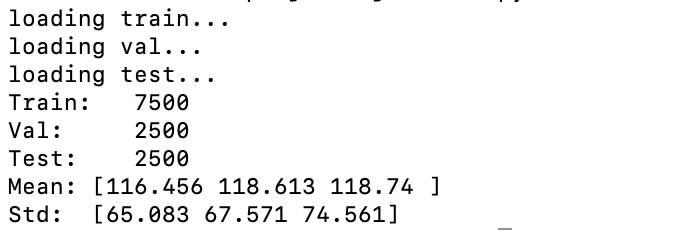 loading train...
loading val...
loading test...
Train:   7500
Val:     2500
Test:    2500
Mean: [116.456 118.613 118.74 ]
Std:  [65.083 67.571 74.561]